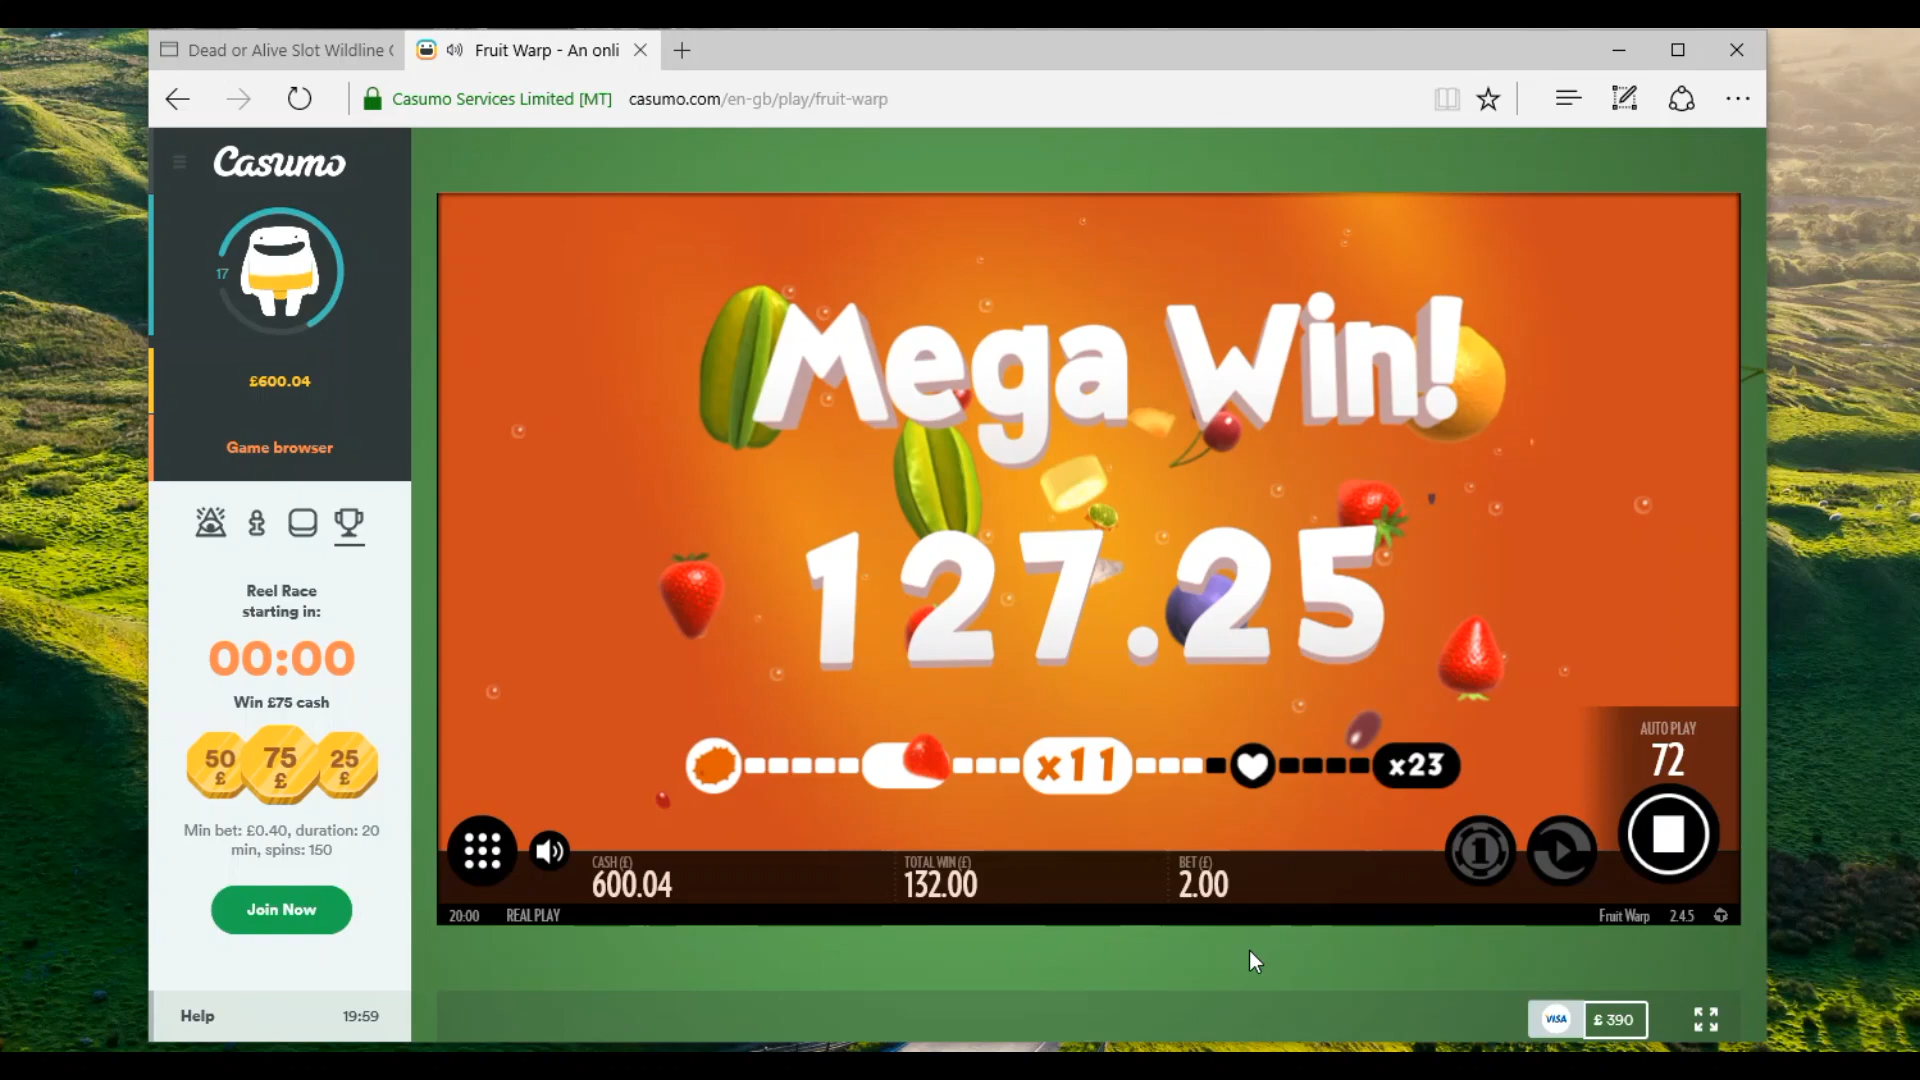 Dead or Alive Slot Wildline
Fruit Warp - An onli
Casumo Services Limited [MT]
casumo.com/en-gb/play/fruit-warp
Casumo
17
£600.04
Game browser
Reel Race
starting in:
00:00
Win £75 cash
50 £
75 £
25 £
Min bet: £0.40, duration: 20
min, spins: 150
Join Now
Help
19:59
Mega Win!
127.25
x11
x23
AUTO PLAY
72
1
CASH (£)
600.04
TOTAL WIN (£)
132.00
BET (£)
2.00
20:00
REAL PLAY
Fruit Warp
2.4.5
VISA
£ 390